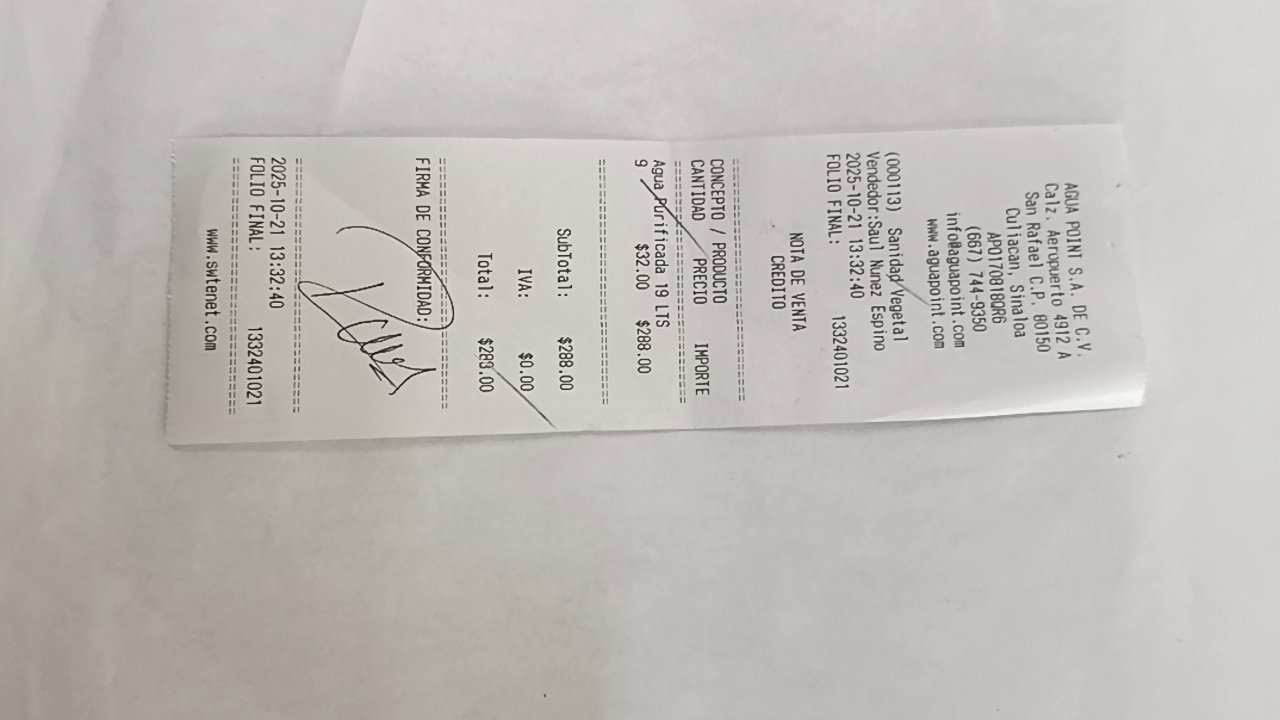 AGUA POINT S.A. DE C.V.
Calz. Aeropuerto 4912 A
San Rafael C.P. 80150
Culiacan, Sinaloa
APO170818QR6
(667) 744-9350
info@aguapoint.com
www.aguapoint.com
(000113) Sanidad Vegetal
Vendedor:Saul Nunez Espino
2025-10-21 13:32:40
FOLIO FINAL: 1332401021
NOTA DE VENTA
CREDITO
==============================
CONCEPTO / PRODUCTO
CANTIDAD PRECIO IMPORTE
==============================
Agua Purificada 19 LTS
9 $32.00 $288.00
==============================
SubTotal: $288.00
IVA: $0.00
Total: $288.00
==============================
FIRMA DE CONFORMIDAD:
==============================
2025-10-21 13:32:40
FOLIO FINAL: 1332401021
==============================
www.swtenet.com